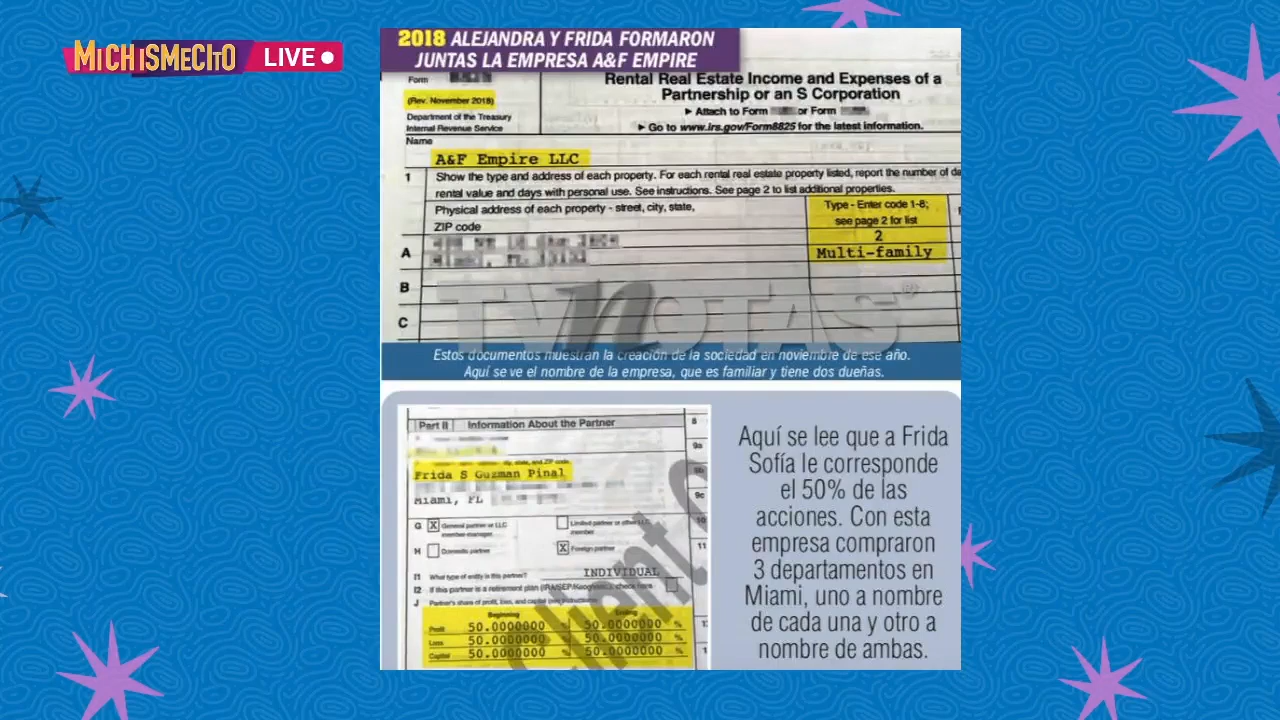 MICHISMECITO LIVE
2018 ALEJANDRA Y FRIDA FORMARON
JUNTAS LA EMPRESA A&F EMPIRE
Form
Rental Real Estate Income and Expenses of a
Partnership or an S Corporation
(Rev. November 2018)
► Attach to Form or Form
Department of the Treasury
Internal Revenue Service
► Go to www.irs.gov/Form8825 for the latest information.
Name
A&F Empire LLC
1 Show the type and address of each property. For each rental real estate property listed, report the number of da
rental value and days with personal use. See instructions. See page 2 to list additional properties.
Physical address of each property - street, city, state,
ZIP code
Type - Enter code 1-8;
see page 2 for list
A
2
Multi-family
B
C
TVnOTAS®
Estos documentos muestran la creación de la sociedad en noviembre de ese año.
Aquí se ve el nombre de la empresa, que es familiar y tiene dos dueñas.
Part II Information About the Partner
8
9a
Frida S Guzman Pinal
9b
Miami, FL
9c
G X General partner or LLC
member-manager
Limited partner or other LLC
member
10
H Domestic partner
X Foreign partner
11
I1 What type of entity is this partner? INDIVIDUAL
I2 If this partner is a retirement plan (IRA/SEP/Keogh/etc.), check here
J Partner's share of profit, loss, and capital (see instructions):
Beginning Ending
Profit 50.0000000 % 50.0000000 %
Loss 50.0000000 % 50.0000000 %
Capital 50.0000000 % 50.0000000 %
Client
Aquí se lee que a Frida
Sofía le corresponde
el 50% de las
acciones. Con esta
empresa compraron
3 departamentos en
Miami, uno a nombre
de cada una y otro a
nombre de ambas.